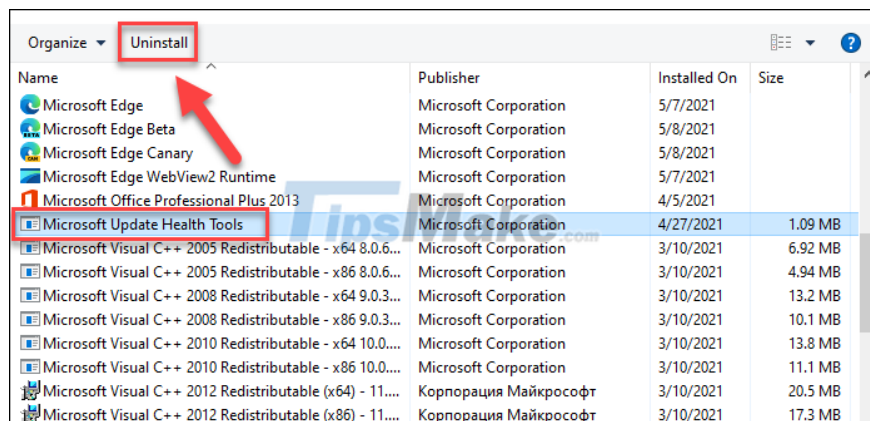 Organize Uninstall ?
Name Publisher Installed On Size
Microsoft Edge Microsoft Corporation 5/7/2021
Microsoft Edge Beta Microsoft Corporation 5/8/2021
Microsoft Edge Canary Microsoft Corporation 5/8/2021
Microsoft Edge WebView2 Runtime Microsoft Corporation 5/7/2021
Microsoft Office Professional Plus 2013 Microsoft Corporation 4/5/2021
Microsoft Update Health Tools Microsoft Corporation 4/27/2021 1.09 MB
TipsMake.com
Microsoft Visual C++ 2005 Redistributable - x64 8.0.6... Microsoft Corporation 3/10/2021 6.92 MB
Microsoft Visual C++ 2005 Redistributable - x86 8.0.6... Microsoft Corporation 3/10/2021 4.94 MB
Microsoft Visual C++ 2008 Redistributable - x64 9.0.3... Microsoft Corporation 3/10/2021 13.2 MB
Microsoft Visual C++ 2008 Redistributable - x86 9.0.3... Microsoft Corporation 3/10/2021 10.1 MB
Microsoft Visual C++ 2010 Redistributable - x64 10.0.... Microsoft Corporation 3/10/2021 13.8 MB
Microsoft Visual C++ 2010 Redistributable - x86 10.0.... Microsoft Corporation 3/10/2021 11.1 MB
Microsoft Visual C++ 2012 Redistributable (x64) - 11.... Корпорация Майкрософт 3/10/2021 20.5 MB
Microsoft Visual C++ 2012 Redistributable (x86) - 11.... Корпорация Майкрософт 3/10/2021 17.3 MB